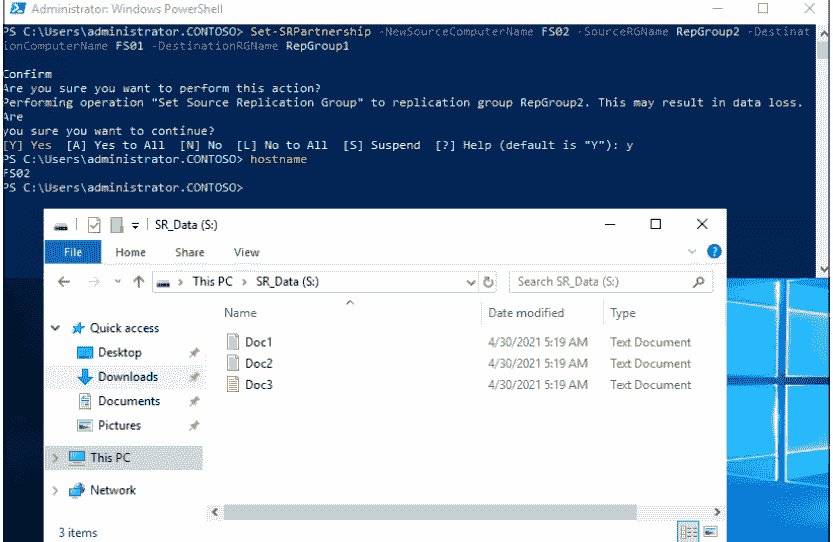 Administrator: Windows PowerShell
PS C:\Users\administrator.CONTOSO> Set-SRPartnership -NewSourceComputerName FS02 -SourceRGName RepGroup2 -Destinat
ionComputerName FS01 -DestinationRGName RepGroup1
Confirm
Are you sure you want to perform this action?
Performing operation "Set Source Replication Group" to replication group RepGroup2. This may result in data loss.
Are
you sure you want to continue?
[Y] Yes  [A] Yes to All  [N] No  [L] No to All  [S] Suspend  [?] Help (default is "Y"): y
PS C:\Users\administrator.CONTOSO> hostname
FS02
PS C:\Users\administrator.CONTOSO>
SR_Data (S:)
File Home Share View
This PC > SR_Data (S:) Search SR_Data (S:)
Name Date modified Type
Quick access
Desktop
Downloads
Documents
Pictures
This PC
Network
Doc1 4/30/2021 5:19 AM Text Document
Doc2 4/30/2021 5:19 AM Text Document
Doc3 4/30/2021 5:19 AM Text Document
3 items